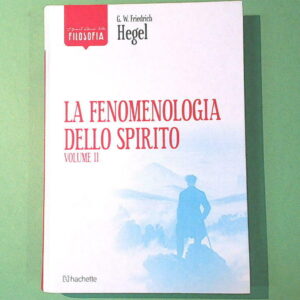 FILOSOFIA
G. W. Friedrich
Hegel
LA FENOMENOLOGIA
DELLO SPIRITO
VOLUME II
hachette